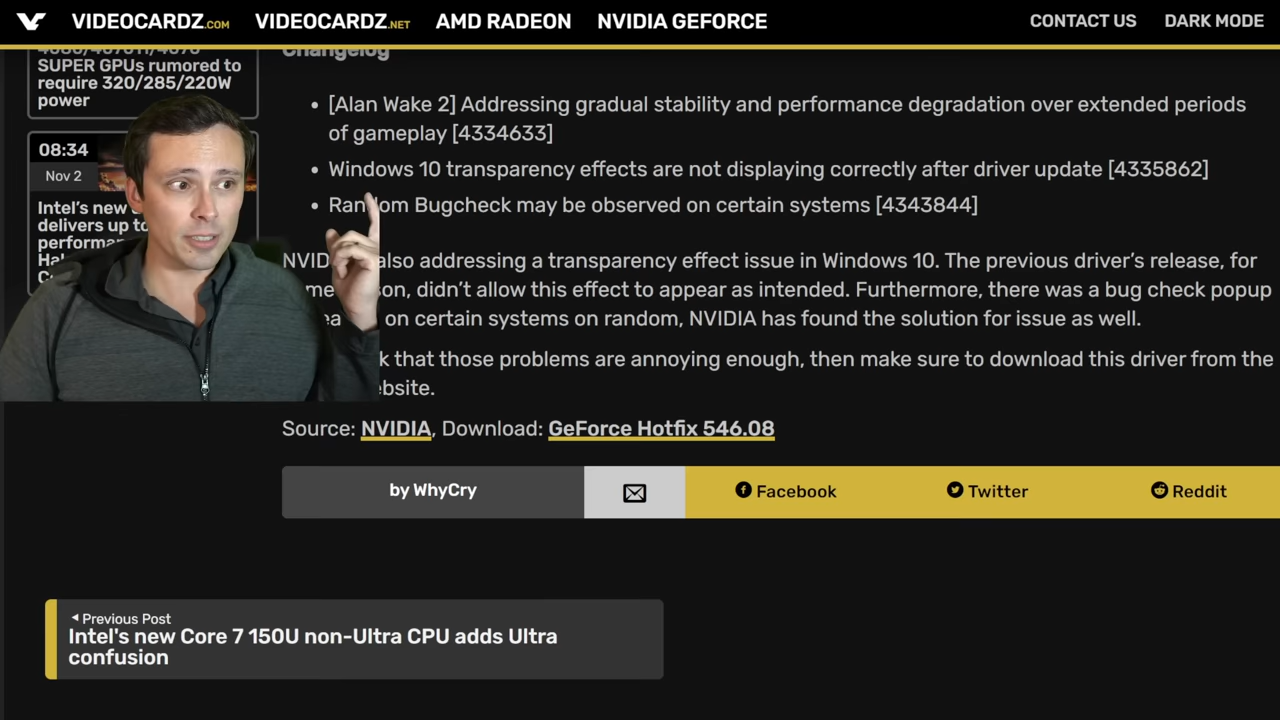 VIDEOCARDZ.COM VIDEOCARDZ.NET AMD RADEON NVIDIA GEFORCE CONTACT US DARK MODE
SUPER GPUs rumored to
require 320/285/220W
power
08:34
Nov 2
Intel's new
delivers up to
Changelog
• [Alan Wake 2] Addressing gradual stability and performance degradation over extended periods
of gameplay [4334633]
• Windows 10 transparency effects are not displaying correctly after driver update [4335862]
• Random Bugcheck may be observed on certain systems [4343844]
also addressing a transparency effect issue in Windows 10. The previous driver's release, for
didn't allow this effect to appear as intended. Furthermore, there was a bug check popup
on certain systems on random, NVIDIA has found the solution for issue as well.
that those problems are annoying enough, then make sure to download this driver from the
Source: NVIDIA, Download: GeForce Hotfix 546.08
by WhyCry
Facebook
Twitter
Reddit
Previous Post
Intel's new Core 7 150U non-Ultra CPU adds Ultra
confusion